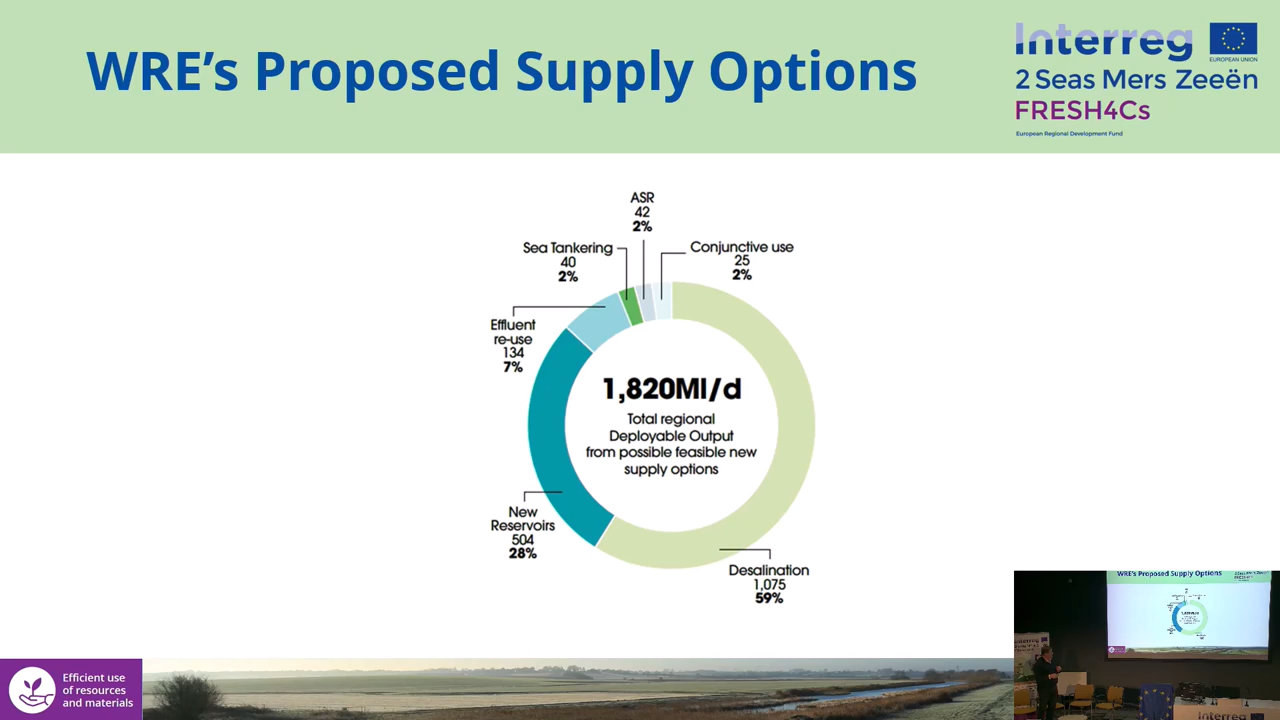 WRE's Proposed Supply Options
Interreg
EUROPEAN UNION
2 Seas Mers Zeeën
FRESH4Cs
European Regional Development Fund
ASR
42
2%
Sea Tankering
40
2%
Conjunctive use
25
2%
Effluent
re-use
134
7%
1,820Ml/d
Total regional
Deployable Output
from possible feasible new
supply options
New
Reservoirs
504
28%
Desalination
1,075
59%
Efficient use
of resources
and materials
WRE's Proposed Supply Options
Interreg